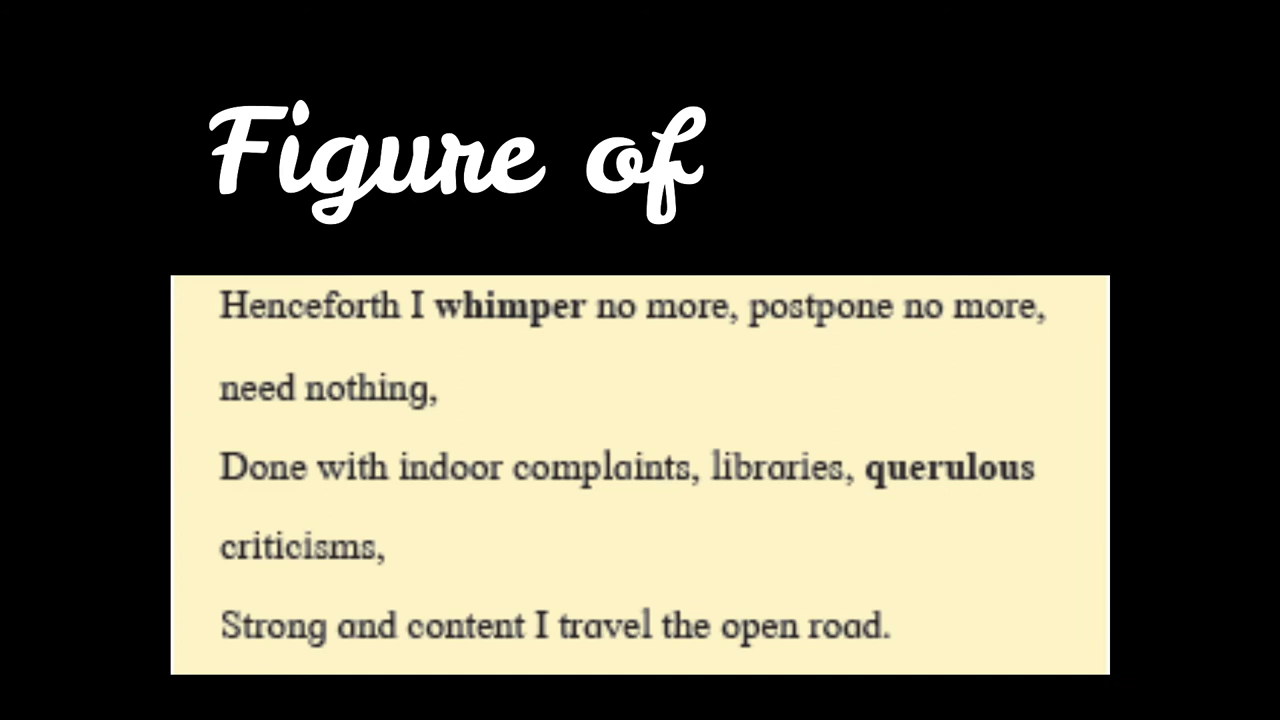 Figure of
Henceforth I whimper no more, postpone no more,
need nothing,
Done with indoor complaints, libraries, querulous
criticisms,
Strong and content I travel the open road.